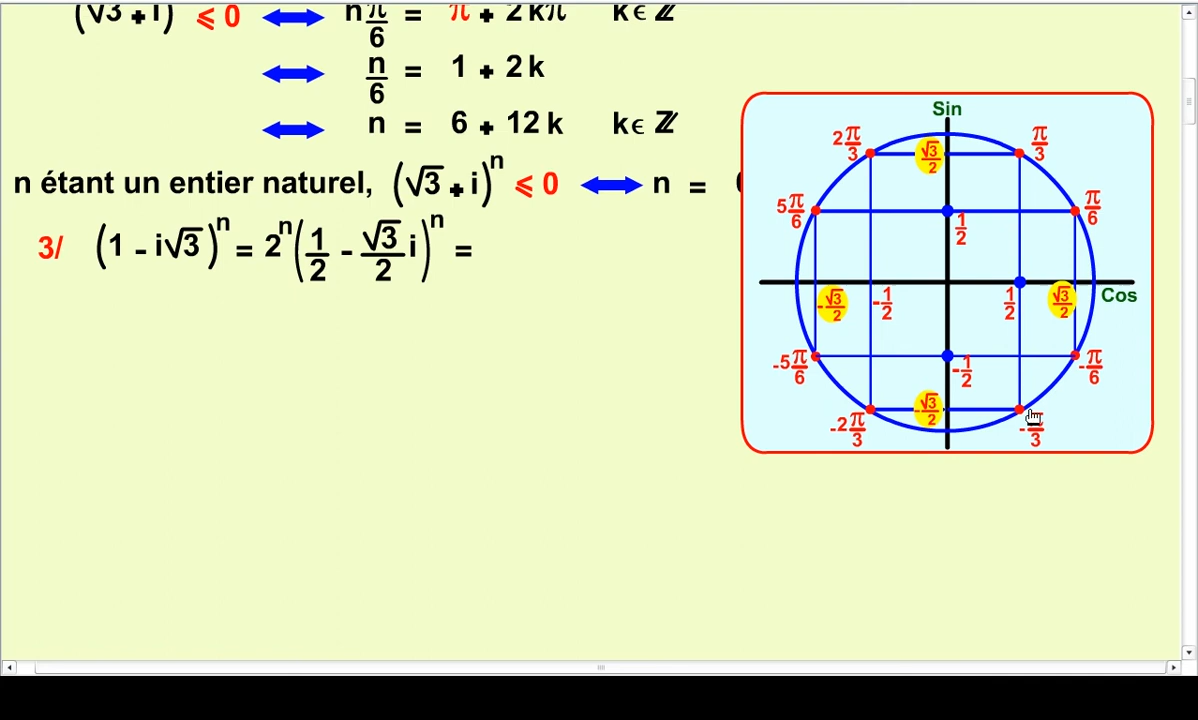 (√3 + i) ⩽ 0 ⟺ n π/6 = π + 2kπ k ∈ ℤ
⟺ n/6 = 1 + 2k
⟺ n = 6 + 12k k ∈ ℤ
n étant un entier naturel, (√3 + i)^n ⩽ 0 ⟺ n =
3/ (1 - i√3)^n = 2^n (1/2 - √3/2 i)^n =
Sin
2π/3 √3/2 π/3
5π/6 1/2 π/6
-√3/2 -1/2 1/2 √3/2 Cos
-5π/6 -1/2 -π/6
-2π/3 -√3/2 -π/3